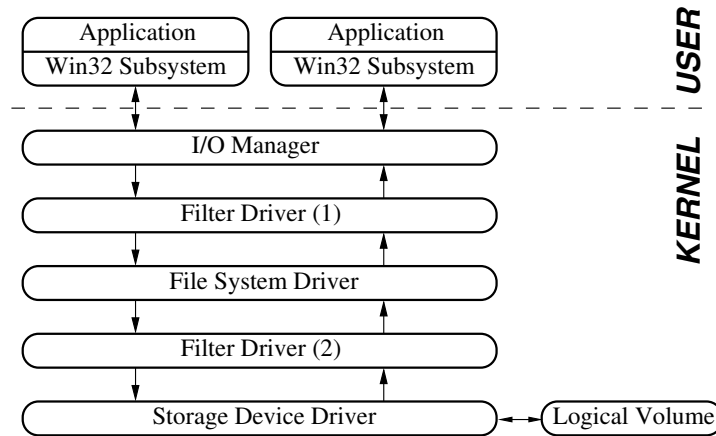 Application
Application
Win32 Subsystem
Win32 Subsystem
USER
I/O Manager
KERNEL
Filter Driver (1)
File System Driver
Filter Driver (2)
Storage Device Driver
Logical Volume